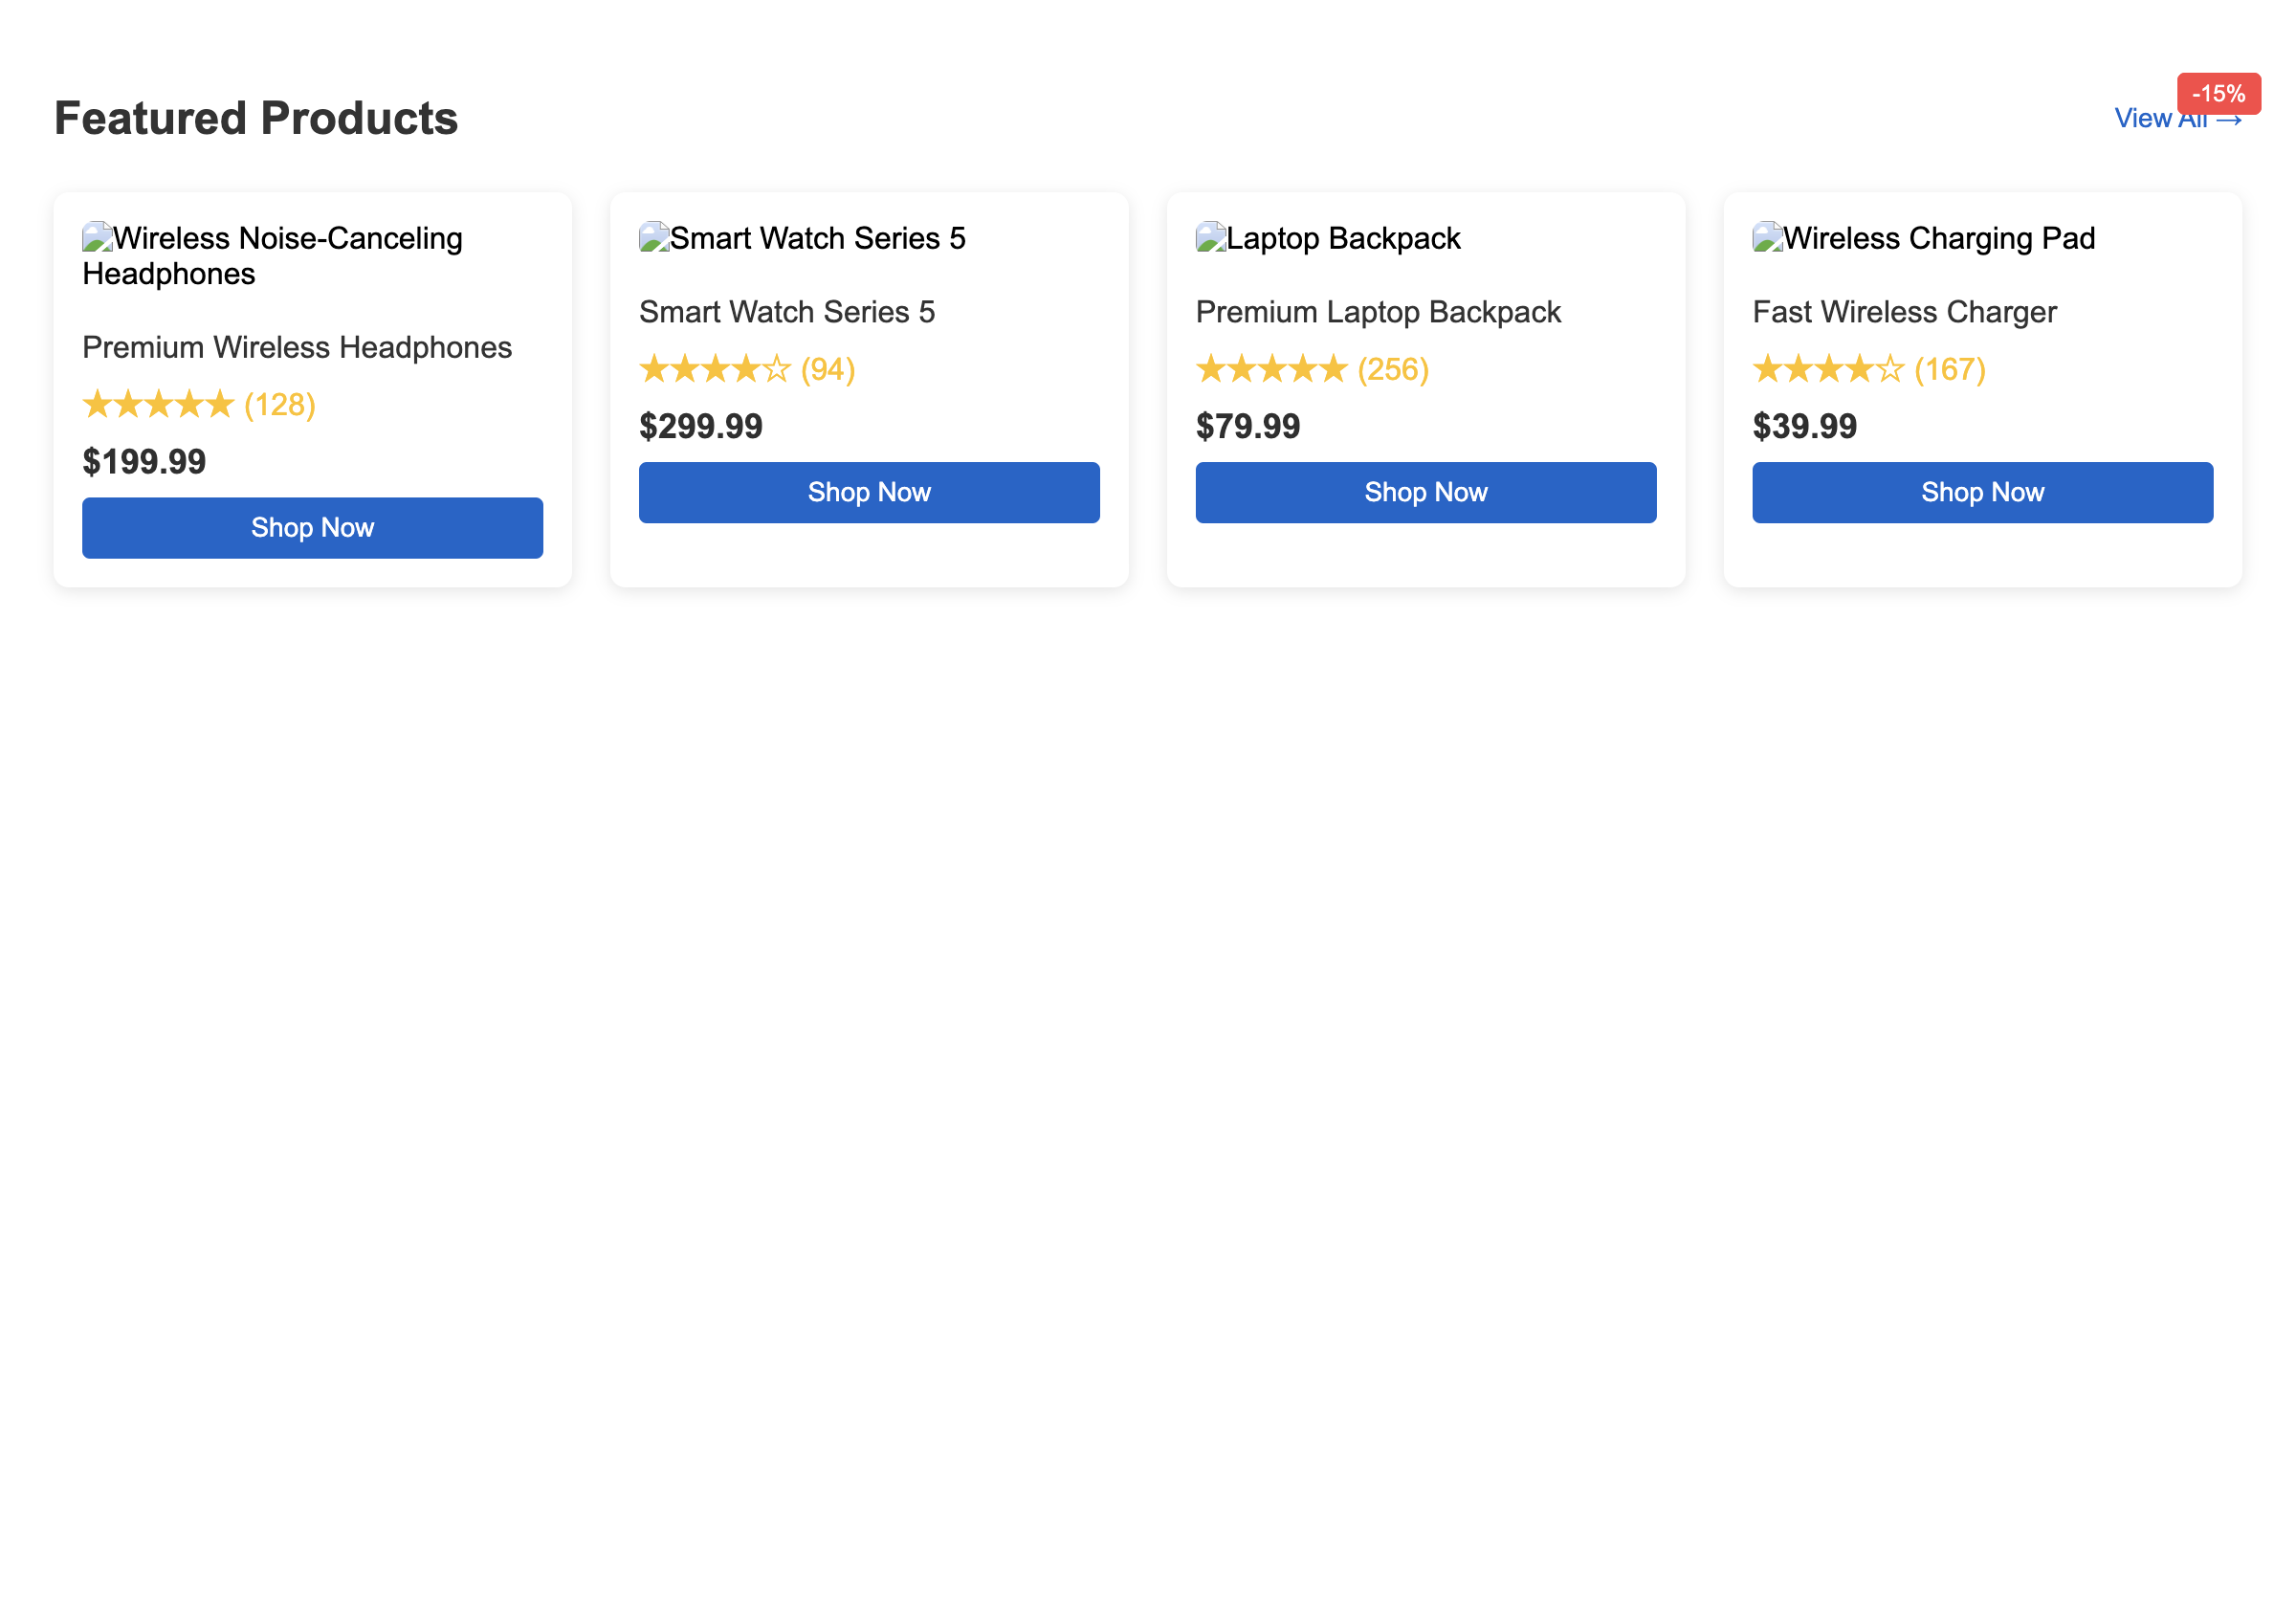 -15%
Featured Products
View All →
Wireless Noise-Canceling
Headphones
Premium Wireless Headphones
★★★★★ (128)
$199.99
Shop Now
Smart Watch Series 5
Smart Watch Series 5
★★★★☆ (94)
$299.99
Shop Now
Laptop Backpack
Premium Laptop Backpack
★★★★★ (256)
$79.99
Shop Now
Wireless Charging Pad
Fast Wireless Charger
★★★★☆ (167)
$39.99
Shop Now